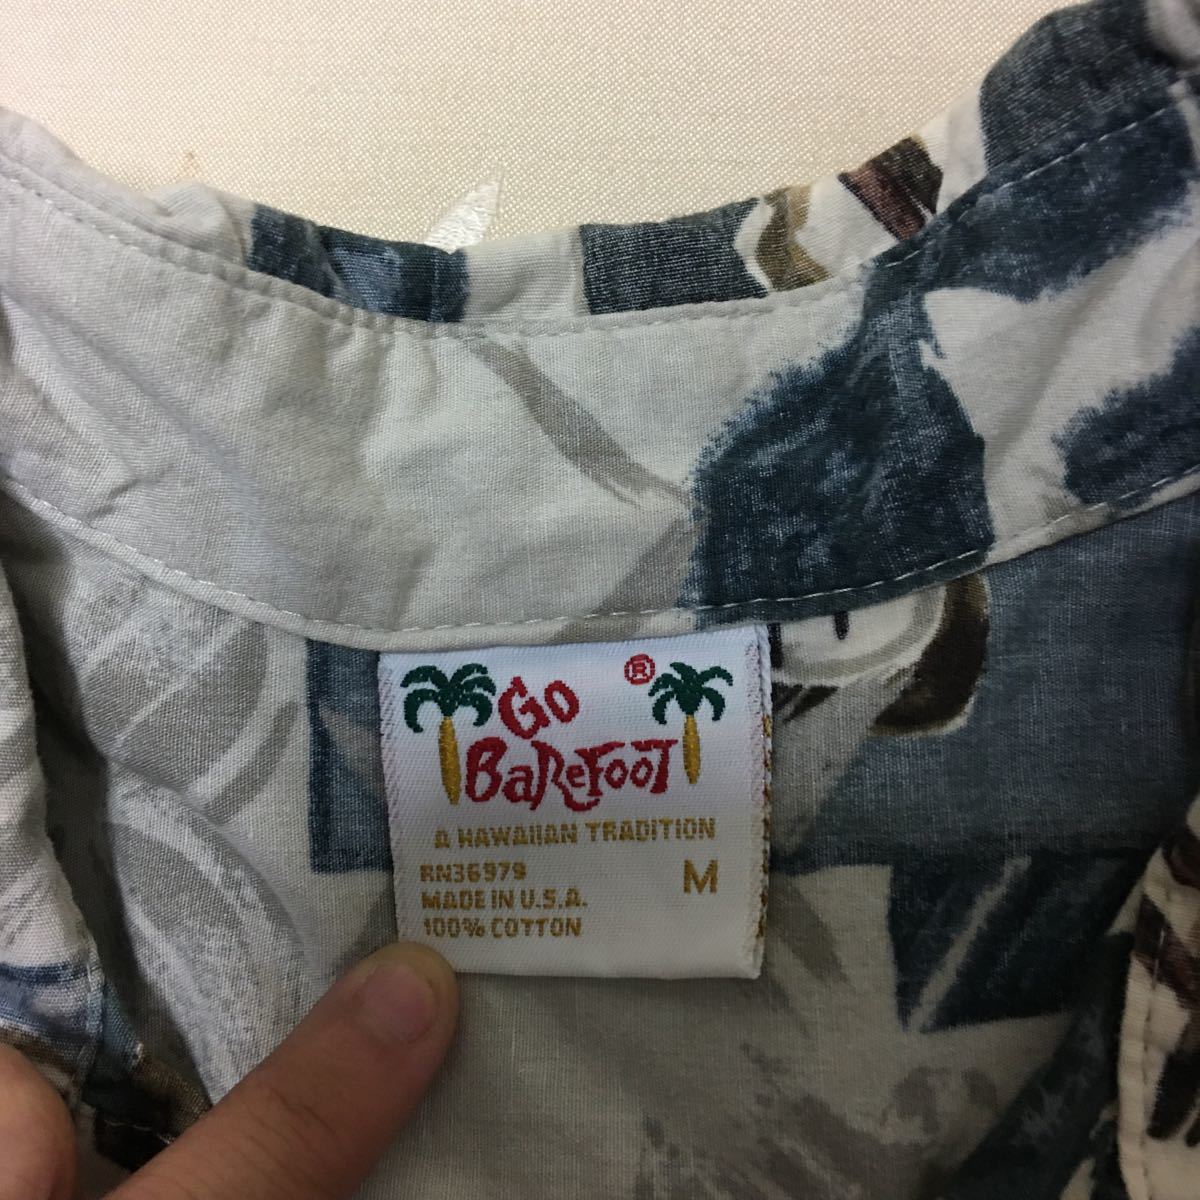 Go ®
BaReFooT
A HAWAIIAN TRADITION
RN36979
M
MADE IN U.S.A.
100% COTTON